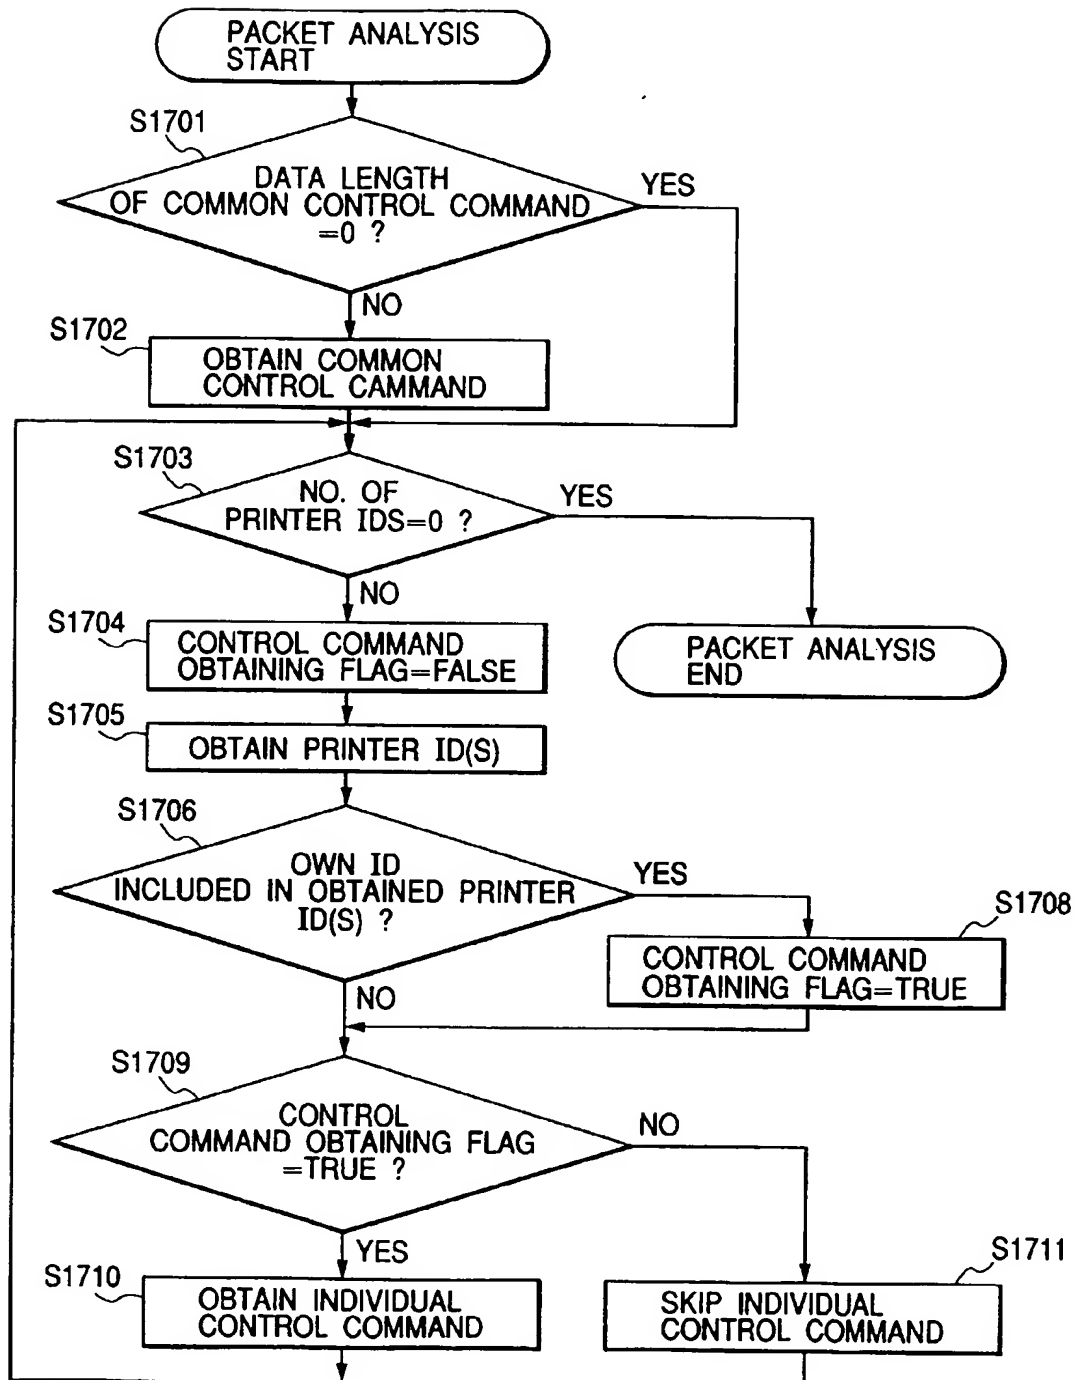 PACKET ANALYSIS
START
S1701
DATA LENGTH
OF COMMON CONTROL COMMAND
=0 ?
YES
NO
S1702
OBTAIN COMMON
CONTROL CAMMAND
S1703
NO. OF
PRINTER IDS=0 ?
YES
NO
S1704
CONTROL COMMAND
OBTAINING FLAG=FALSE
PACKET ANALYSIS
END
S1705
OBTAIN PRINTER ID(S)
S1706
OWN ID
INCLUDED IN OBTAINED PRINTER
ID(S) ?
YES
NO
S1708
CONTROL COMMAND
OBTAINING FLAG=TRUE
S1709
CONTROL
COMMAND OBTAINING FLAG
=TRUE ?
NO
YES
S1710
OBTAIN INDIVIDUAL
CONTROL COMMAND
S1711
SKIP INDIVIDUAL
CONTROL COMMAND